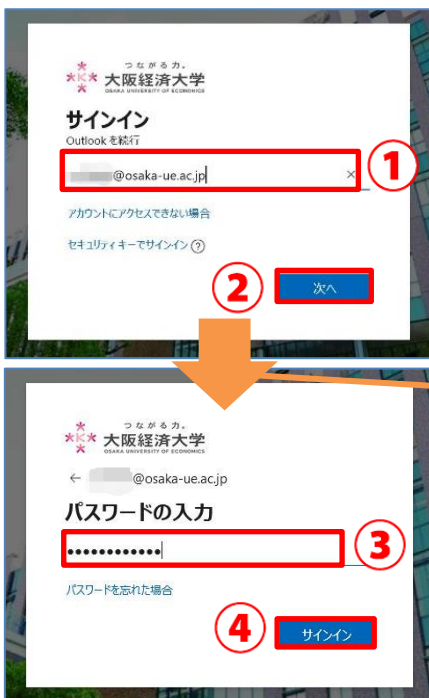 つながる力。
大阪経済大学
OSAKA UNIVERSITY OF ECONOMICS
サインイン
Outlook を続行
@osaka-ue.ac.jp ×
①
アカウントにアクセスできない場合
セキュリティ キーでサインイン ?
② 次へ
つながる力。
大阪経済大学
OSAKA UNIVERSITY OF ECONOMICS
← @osaka-ue.ac.jp
パスワードの入力
••••••••••••
③
パスワードを忘れた場合
④ サインイン